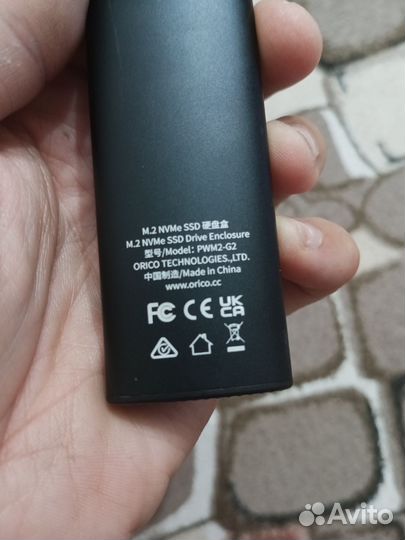 M.2 NVMe SSD 硬盘盒
M.2 NVMe SSD Drive Enclosure
型号/Model: PWM2-G2
ORICO TECHNOLOGIES.,LTD.
中国制造/Made in China
www.orico.cc
FC CE UK CA
Avito